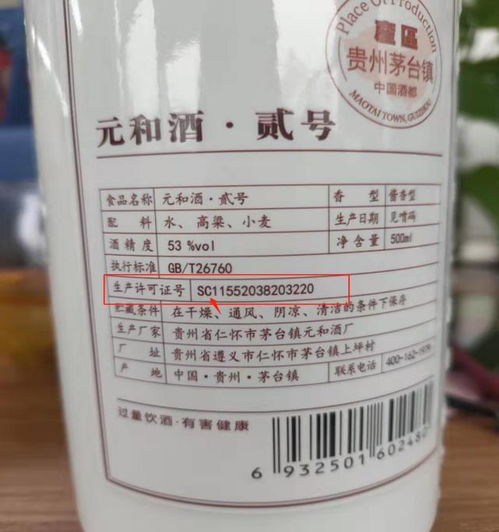 Place Of Production
產區
贵州茅台镇
中国酒都
MAOTAI TOWN, GUIZHOU
元和酒·贰号
食品名称 元和酒·贰号 香型 酱香型
配料 水、高粱、小麦 生产日期 见喷码
酒精度 53 %vol 净含量 500ml
执行标准 GB/T26760
生产许可证号 SC11552038203220
贮藏条件 在干燥、通风、阴凉、清洁的条件下保存
生产厂家 贵州省仁怀市茅台镇元和酒厂
厂址 贵州省遵义市仁怀市茅台镇上坪村
产地 中国·贵州·茅台镇 联系电话 400-162-1979
过量饮酒·有害健康
6 932501 602480